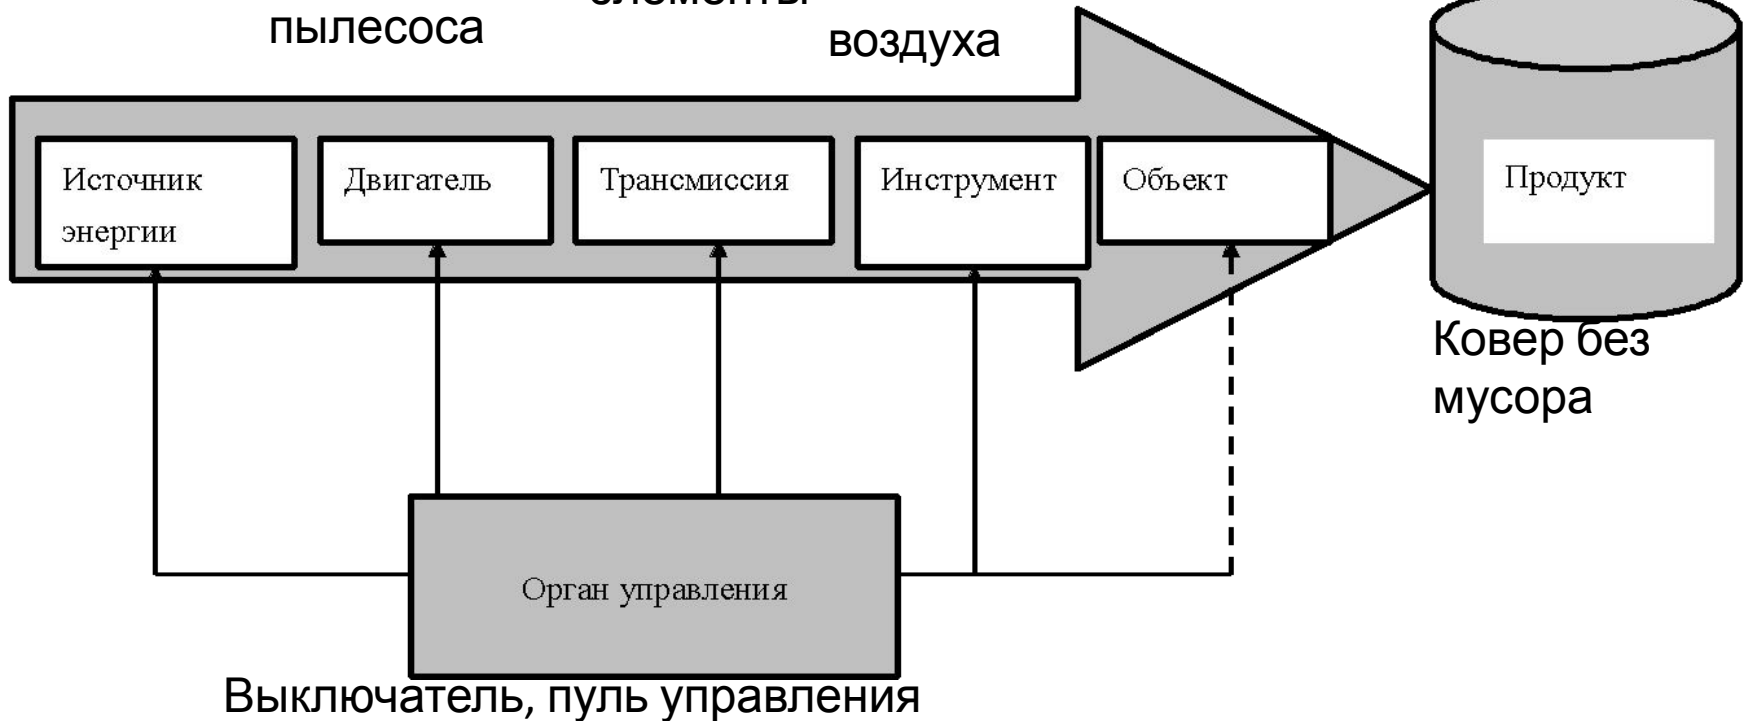 пылесоса
воздуха
Источник
энергии
Двигатель
Трансмиссия
Инструмент
Объект
Продукт
Ковер без
мусора
Орган управления
Выключатель, пуль управления